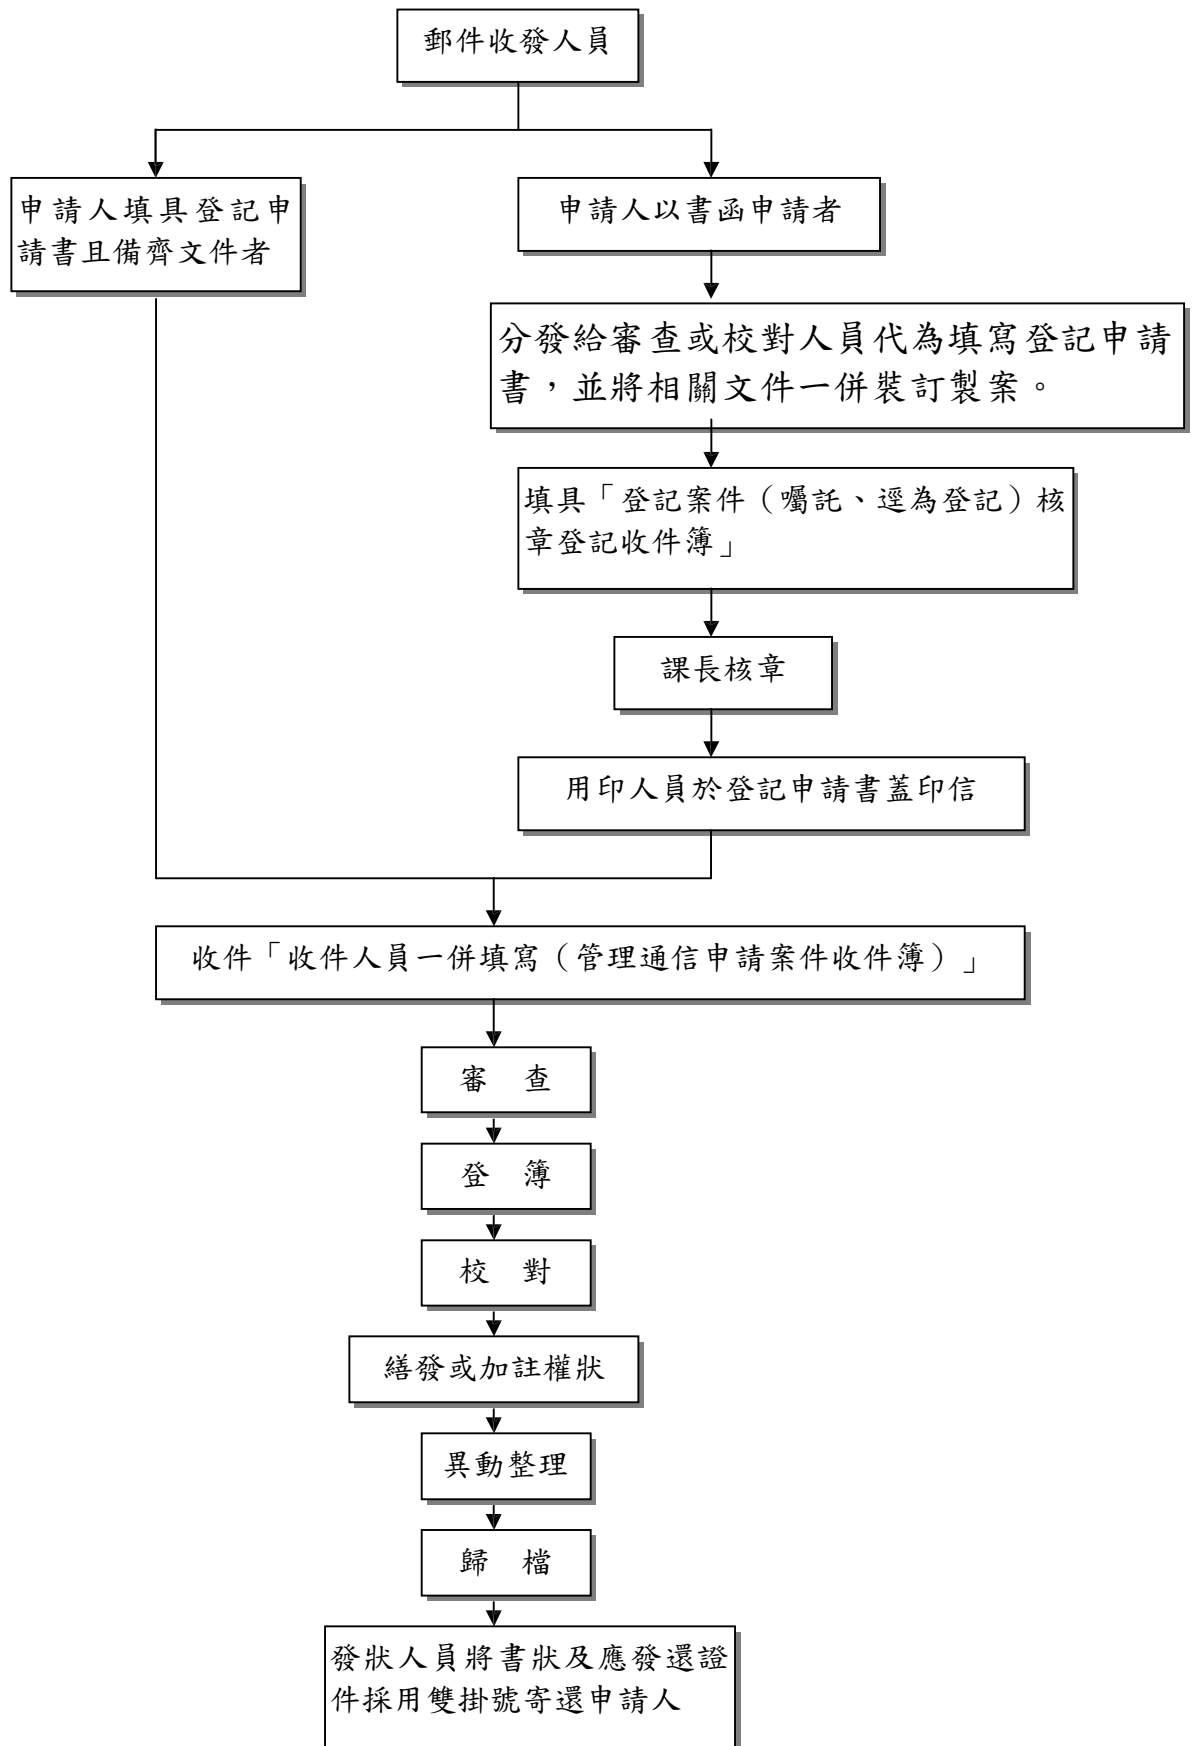 郵件收發人員
申請人填具登記申
請書且備齊文件者
申請人以書函申請者
分發給審查或校對人員代為填寫登記申請
書，並將相關文件一併裝訂製案。
填具「登記案件（囑託、逕為登記）核
章登記收件簿」
課長核章
用印人員於登記申請書蓋印信
收件「收件人員一併填寫（管理通信申請案件收件簿）」
審　查
登　簿
校　對
繕發或加註權狀
異動整理
歸　檔
發狀人員將書狀及應發還證
件採用雙掛號寄還申請人